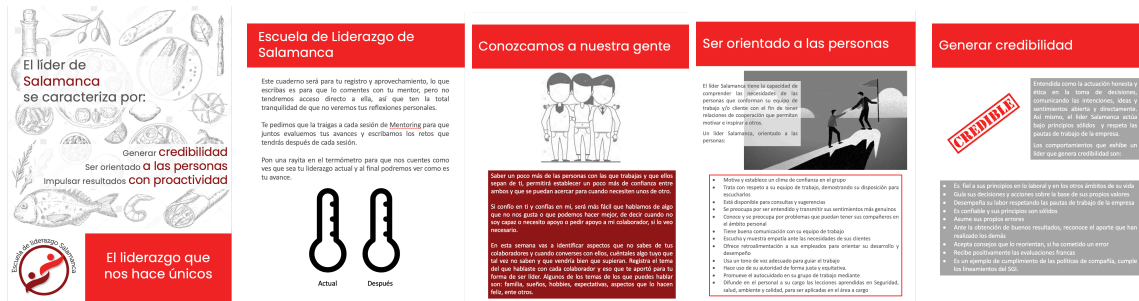 El líder de
Salamanca
se caracteriza por:
Generar credibilidad
Ser orientado a las personas
Impulsar resultados con proactividad
Escuela de liderazgo Salamanca
El liderazgo que
nos hace únicos
Escuela de Liderazgo de
Salamanca
Este cuaderno será para tu registro y aprovechamiento, lo que
escribas es para que lo comentes con tu mentor, pero no
tendremos acceso directo a ella, así que ten la total
tranquilidad de que no veremos tus reflexiones personales.
Te pedimos que la traigas a cada sesión de Mentoring para que
juntos evaluemos tus avances y escribamos los retos que
tendrás después de cada sesión.
Pon una rayita en el termómetro para que nos cuentes como
ves que sea tu liderazgo actual y al final podremos ver como es
tu avance.
Actual
Después
Conozcamos a nuestra gente
Saber un poco más de las personas con las que trabajas y que ellos
sepan de ti, permitirá establecer un poco más de confianza entre
ambos y que se puedan acercar para cuando necesiten unos de otro.
Si confío en ti y confías en mi, será más fácil que hablamos de algo
que no nos gusta o que podemos hacer mejor, de decir cuando no
soy capaz o necesito apoyo o pedir apoyo a mi colaborador, si lo veo
necesario.
En esta semana vas a identificar aspectos que no sabes de tus
colaboradores y cuando converses con ellos, cuéntales algo tuyo que
tal vez no saben y que vendría bien que supieran. Registra el tema
del que hablaste con cada colaborador y eso que te aportó para tu
forma de ser líder. Algunos de los temas de los que puedes hablar
son: familia, sueños, hobbies, expectativas, aspectos que lo hacen
feliz, ente otros.
Ser orientado a las personas
El líder Salamanca tiene la capacidad de
comprender las necesidades de las
personas que conforman su equipo de
trabajo y/o cliente con el fin de tener
relaciones de cooperación que permitan
motivar e inspirar a otros.
Un líder Salamanca, orientado a las
personas:
• Motiva y establece un clima de confianza en el grupo
• Trata con respeto a su equipo de trabajo, demostrando su disposición para
escucharlos
• Está disponible para consultas y sugerencias
• Se preocupa por entender y transmitir sus sentimientos más genuinos
• Conoce y se preocupa por problemas que puedan tener sus compañeros en
el ámbito personal
• Tiene buena comunicación con su equipo de trabajo
• Escucha y muestra empatía ante las necesidades de sus clientes
• Ofrece retroalimentación a sus empleados para orientar su desarrollo y
desempeño
• Usa un tono de voz adecuado para guiar el trabajo
• Hace uso de su autoridad de forma justa y equitativa
• Promueve el autocuidado en su grupo de trabajo mediante
• Difunde en el personal a su cargo las lecciones aprendidas en Seguridad,
salud, ambiente y calidad, para ser aplicadas en el área a cargo
Generar credibilidad
CREDIBLE
Entendida como la actuación honesta y
ética en la toma de decisiones,
comunicando las intenciones, ideas y
sentimientos abierta y directamente.
Así mismo, el líder Salamanca actúa
bajo principios sólidos y respeta las
pautas de trabajo de la empresa.
Los comportamientos que exhibe un
líder que genera credibilidad son:
• Es fiel a sus principios en lo laboral y en los otros ámbitos de su vida
• Guía sus decisiones y acciones sobre la base de sus propios valores
• Desempeña su labor respetando las pautas de trabajo de la empresa
• Es confiable y sus principios son sólidos
• Asume sus propios errores
• Ante la obtención de buenos resultados, reconoce el aporte que han
realizado los demás
• Acepta consejos que lo reorientan, si ha cometido un error
• Recibe positivamente las evaluaciones francas
• Es un ejemplo de cumplimiento de las políticas de compañía, cumple
los lineamientos del SGI.